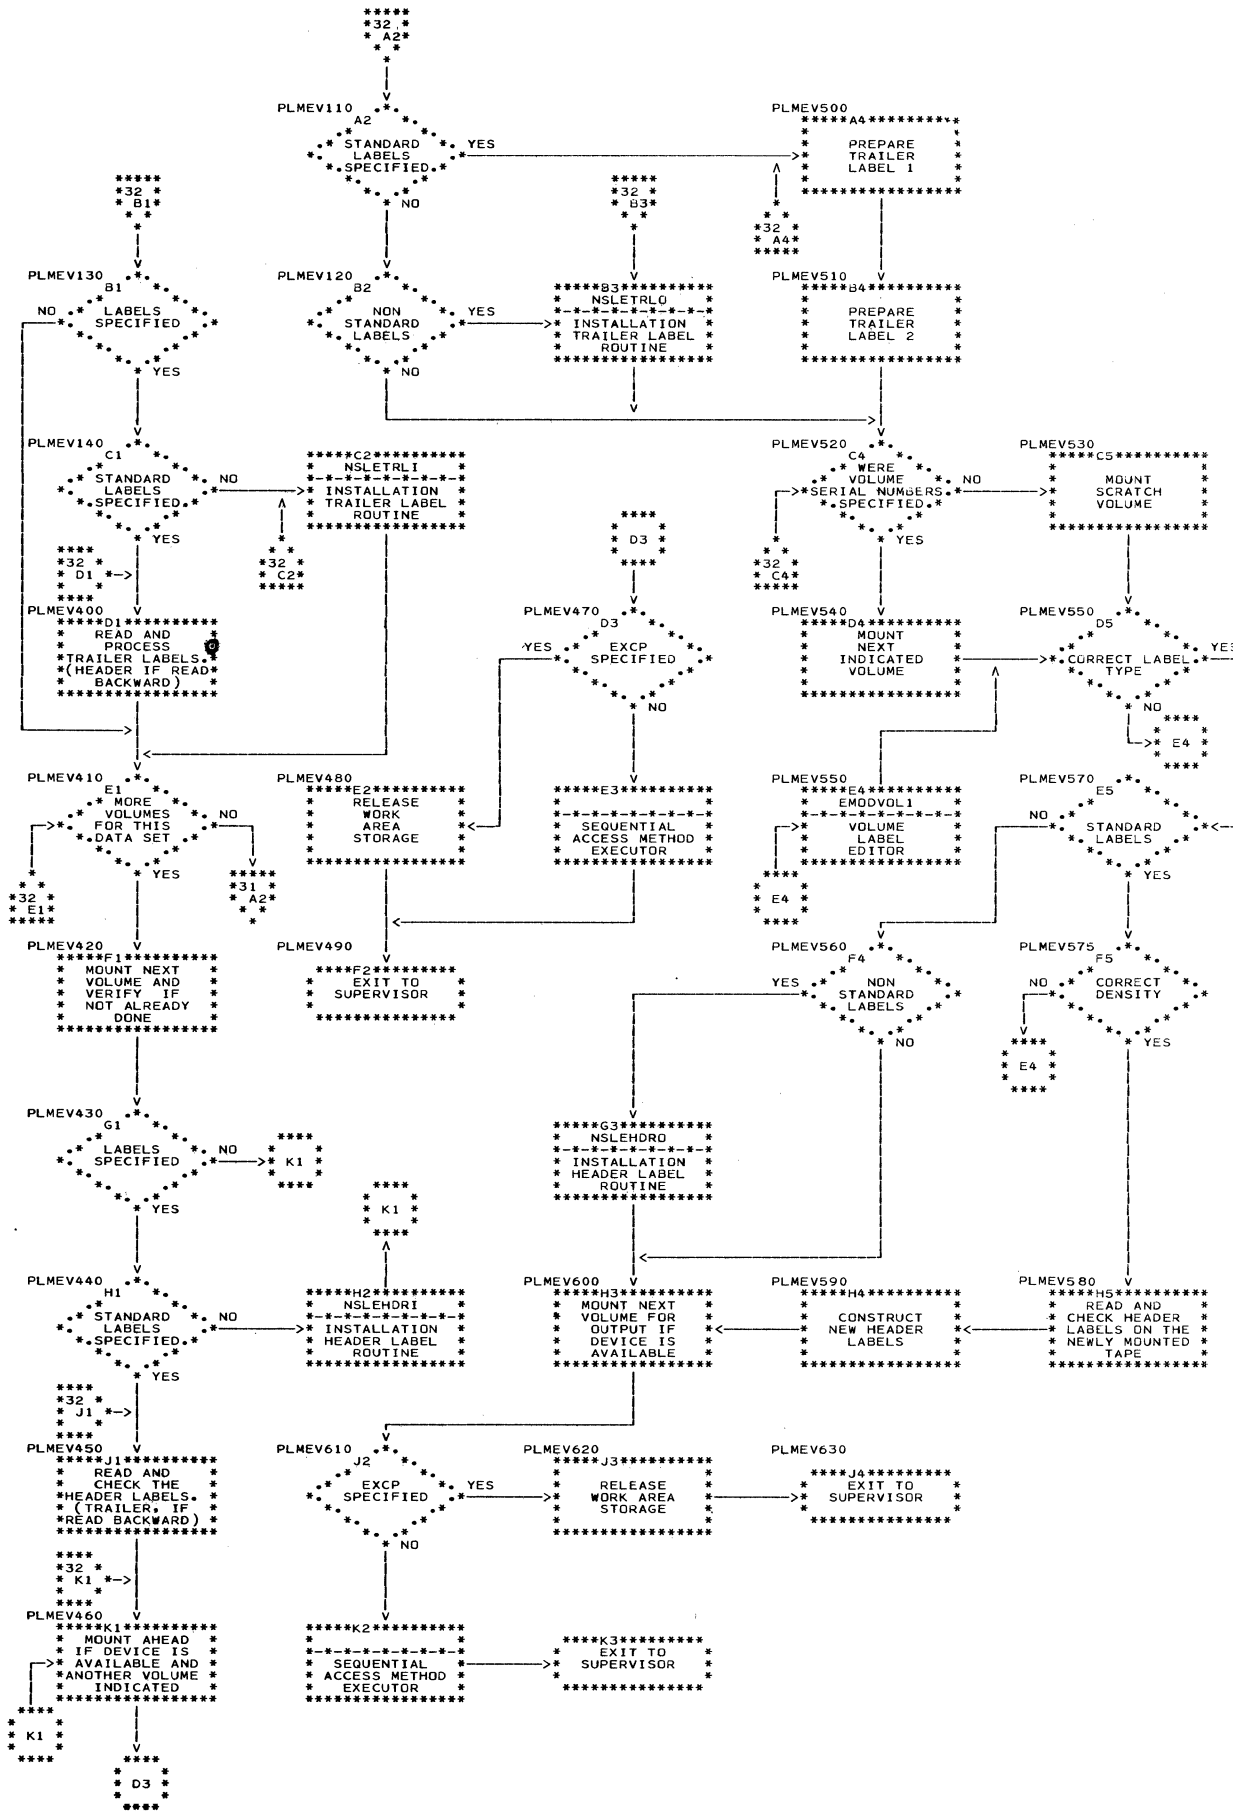 32
A2
PLMEV110
A2
STANDARD
LABELS
SPECIFIED
YES
NO
PLMEV500
A4
PREPARE
TRAILER
LABEL 1
32
B1
32
B3
32
A4
PLMEV130
B1
LABELS
SPECIFIED
NO
YES
PLMEV120
B2
NON
STANDARD
LABELS
YES
NO
B3
NSLETRLO
INSTALLATION
TRAILER LABEL
ROUTINE
PLMEV510
B4
PREPARE
TRAILER
LABEL 2
PLMEV140
C1
STANDARD
LABELS
SPECIFIED
NO
YES
C2
NSLETRLI
INSTALLATION
TRAILER LABEL
ROUTINE
PLMEV520
C4
WERE
VOLUME
SERIAL NUMBERS
SPECIFIED
NO
YES
PLMEV530
C5
MOUNT
SCRATCH
VOLUME
32
D1
32
C2
D3
32
C4
PLMEV400
D1
READ AND
PROCESS
TRAILER LABELS.
(HEADER IF READ
BACKWARD)
PLMEV470
D3
EXCP
SPECIFIED
YES
NO
PLMEV540
D4
MOUNT
NEXT
INDICATED
VOLUME
PLMEV550
D5
CORRECT LABEL
TYPE
YES
NO
E4
PLMEV410
E1
MORE
VOLUMES
FOR THIS
DATA SET
NO
YES
32
E1
31
A2
PLMEV480
E2
RELEASE
WORK
AREA
STORAGE
E3
SEQUENTIAL
ACCESS METHOD
EXECUTOR
PLMEV550
E4
EMODVOL1
VOLUME
LABEL
EDITOR
E4
PLMEV570
E5
STANDARD
LABELS
NO
YES
PLMEV420
F1
MOUNT NEXT
VOLUME AND
VERIFY IF
NOT ALREADY
DONE
PLMEV490
F2
EXIT TO
SUPERVISOR
PLMEV560
F4
NON
STANDARD
LABELS
YES
NO
PLMEV575
F5
CORRECT
DENSITY
NO
YES
E4
PLMEV430
G1
LABELS
SPECIFIED
NO
YES
K1
K1
G3
NSLEHDRO
INSTALLATION
HEADER LABEL
ROUTINE
PLMEV440
H1
STANDARD
LABELS
SPECIFIED
NO
YES
H2
NSLEHDRI
INSTALLATION
HEADER LABEL
ROUTINE
PLMEV600
H3
MOUNT NEXT
VOLUME FOR
OUTPUT IF
DEVICE IS
AVAILABLE
PLMEV590
H4
CONSTRUCT
NEW HEADER
LABELS
PLMEV580
H5
READ AND
CHECK HEADER
LABELS ON THE
NEWLY MOUNTED
TAPE
32
J1
PLMEV450
J1
READ AND
CHECK THE
HEADER LABELS.
(TRAILER, IF
READ BACKWARD)
PLMEV610
J2
EXCP
SPECIFIED
YES
NO
PLMEV620
J3
RELEASE
WORK AREA
STORAGE
PLMEV630
J4
EXIT TO
SUPERVISOR
32
K1
PLMEV460
K1
MOUNT AHEAD
IF DEVICE IS
AVAILABLE AND
ANOTHER VOLUME
INDICATED
K2
SEQUENTIAL
ACCESS METHOD
EXECUTOR
K3
EXIT TO
SUPERVISOR
K1
D3